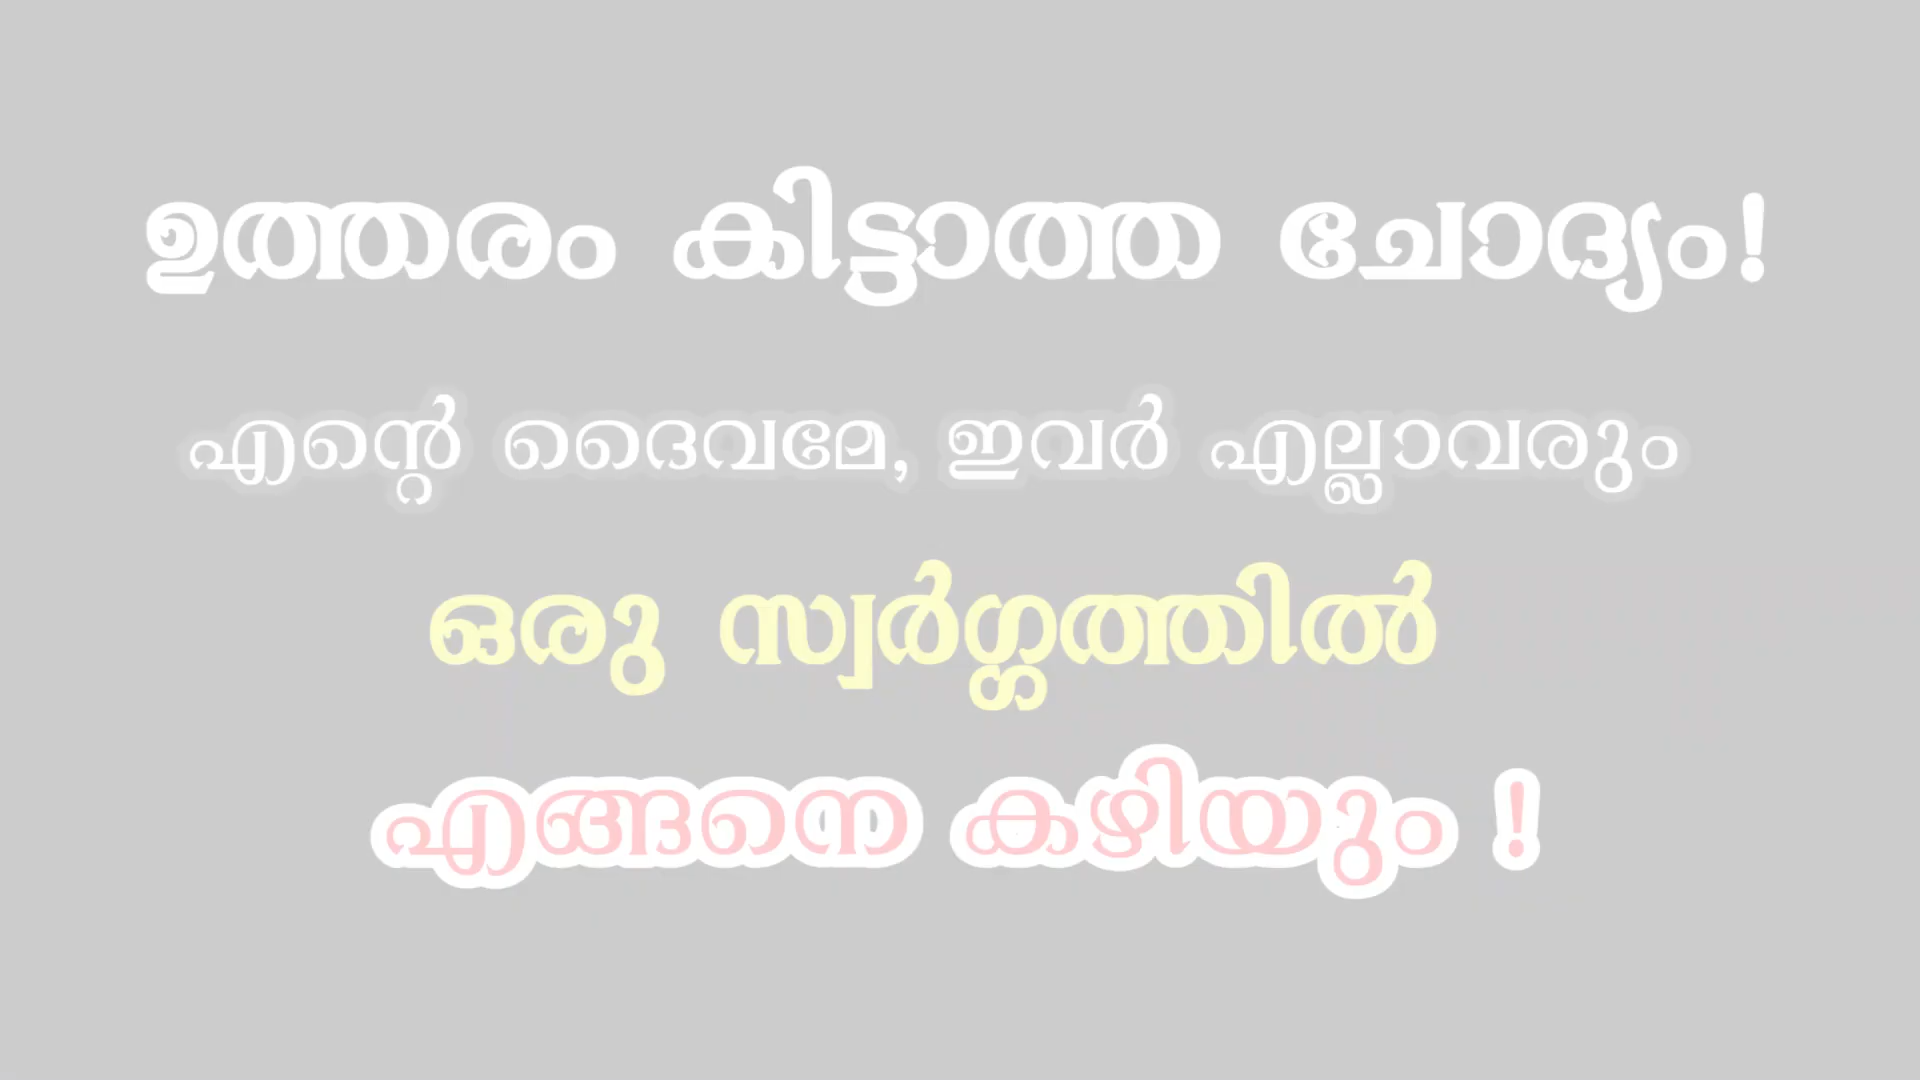 ഉത്തരം കിട്ടാത്ത ചോദ്യം!
എന്റെ ദൈവമേ, ഇവർ എല്ലാവരും
ഒരു സ്വർഗ്ഗത്തിൽ
എങ്ങനെ കഴിയും !